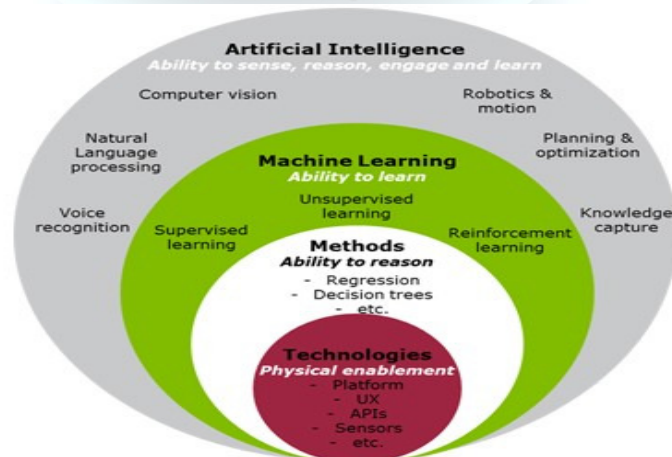 Artificial Intelligence
Ability to sense, reason, engage and learn
Computer vision
Robotics &
motion
Natural
Language
processing
Planning &
optimization
Voice
recognition
Knowledge
capture
Machine Learning
Ability to learn
Unsupervised
learning
Supervised
learning
Reinforcement
learning
Methods
Ability to reason
- Regression
- Decision trees
- etc.
Technologies
Physical enablement
- Platform
- UX
- APIs
- Sensors
- etc.